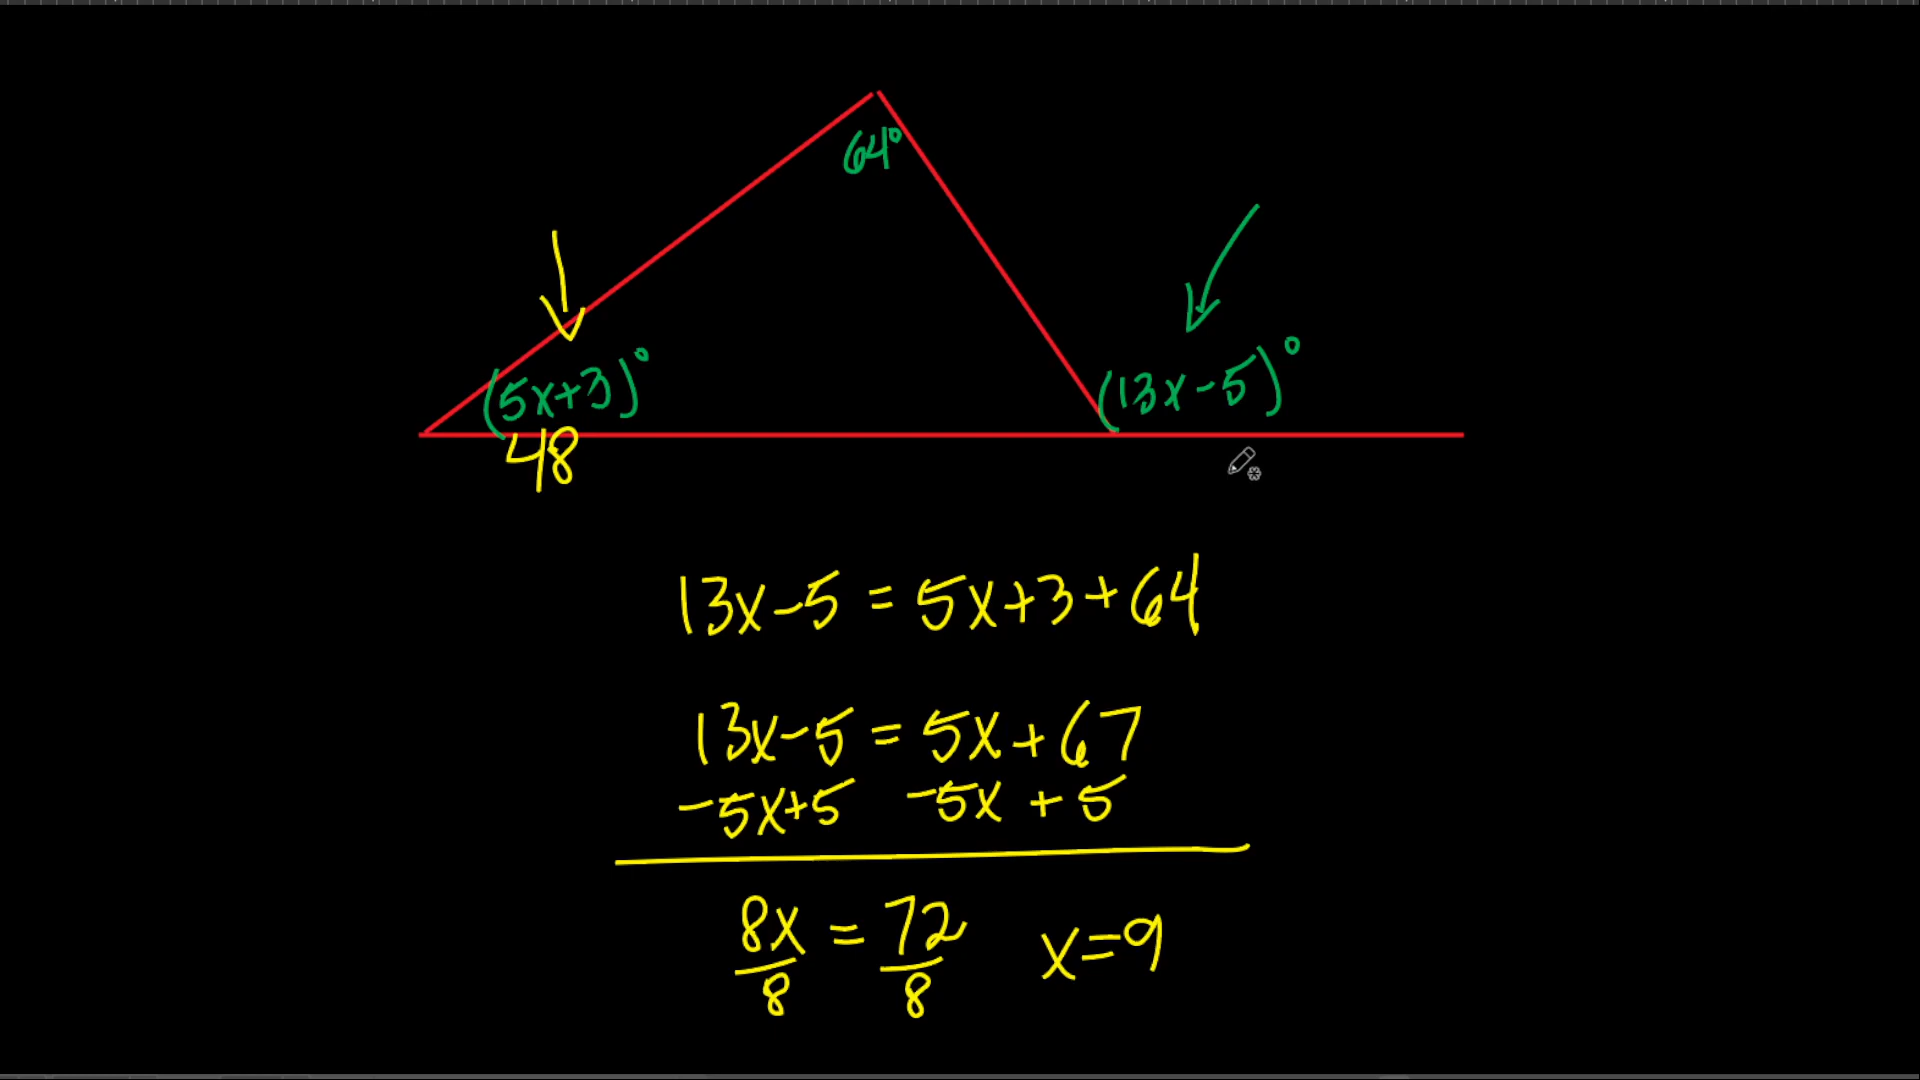 64°
(5x+3)°
(13x-5)°
48
13x-5 = 5x+3+64
13x-5 = 5x+67
-5x+5 -5x+5
8x = 72 x=9
8 8